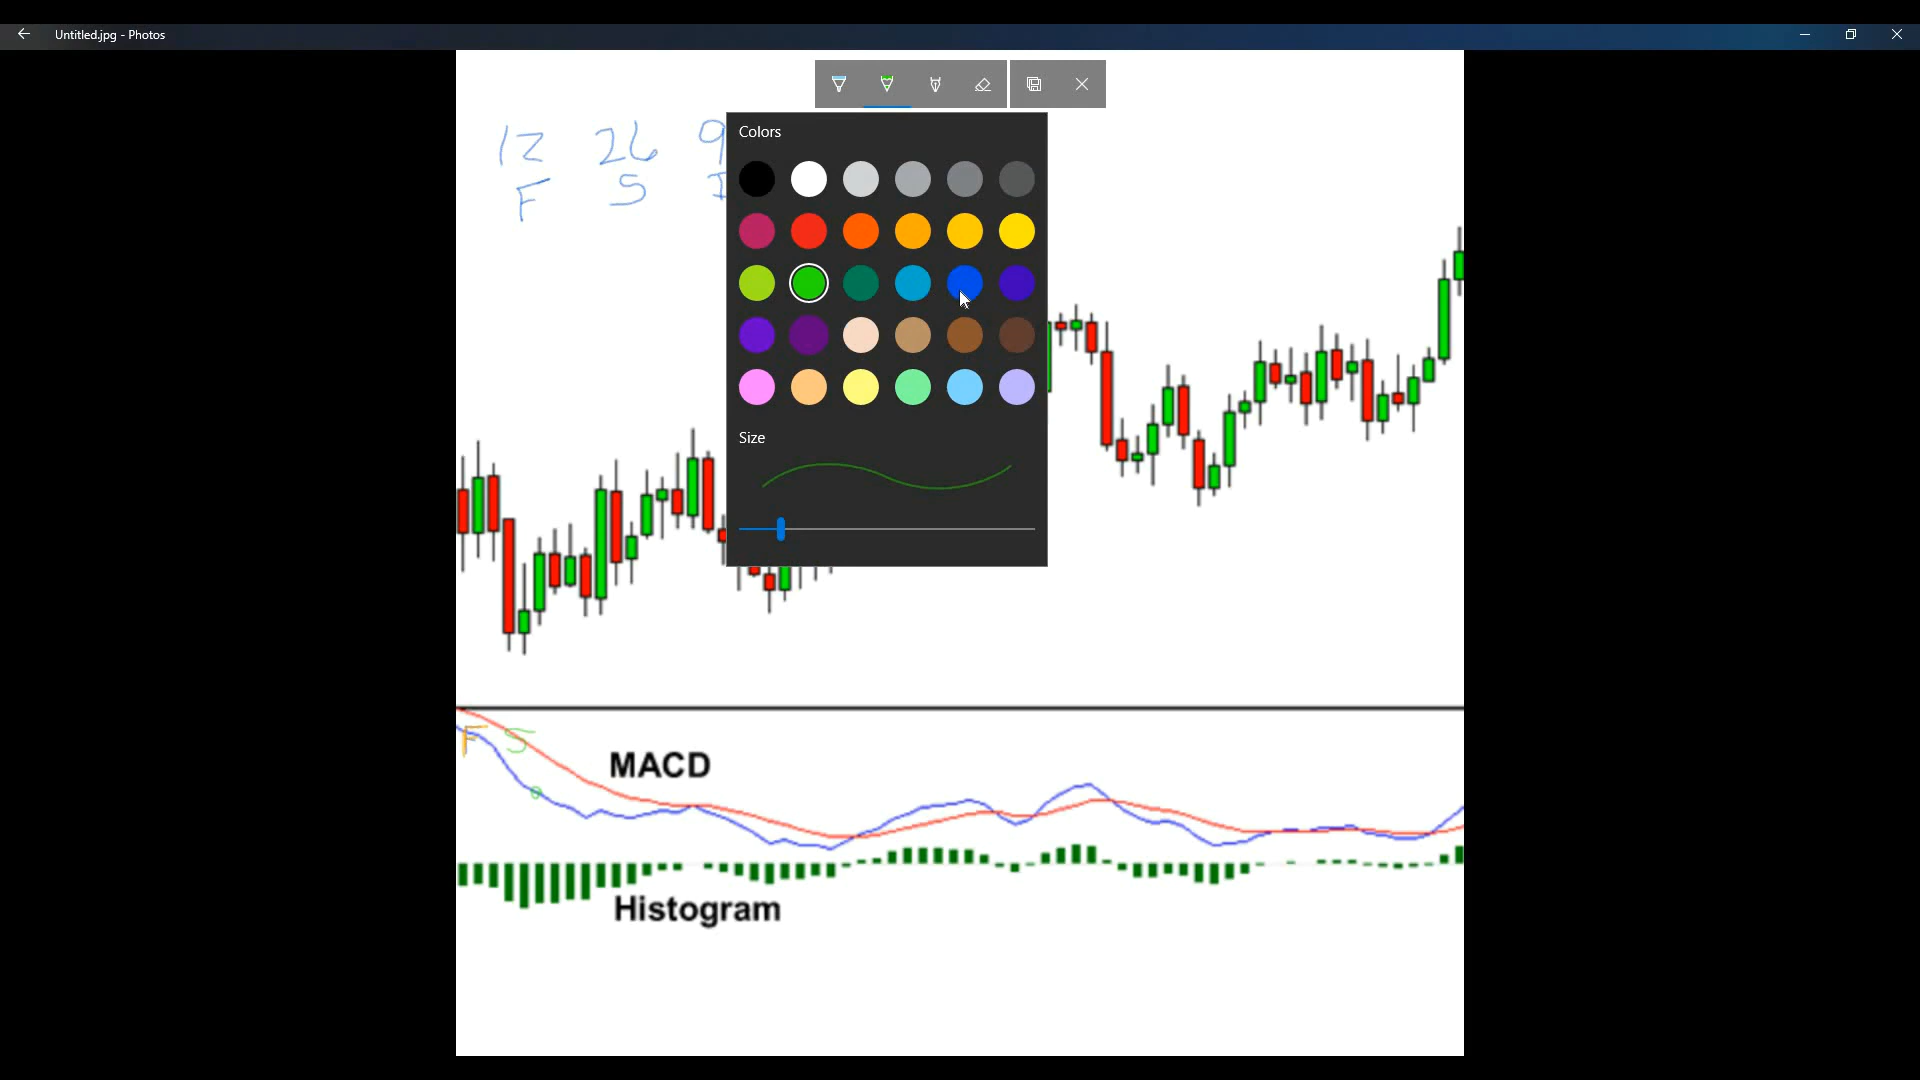 Untitled.jpg - Photos
12 26 9
F S
Colors
Size
F S
MACD
Histogram